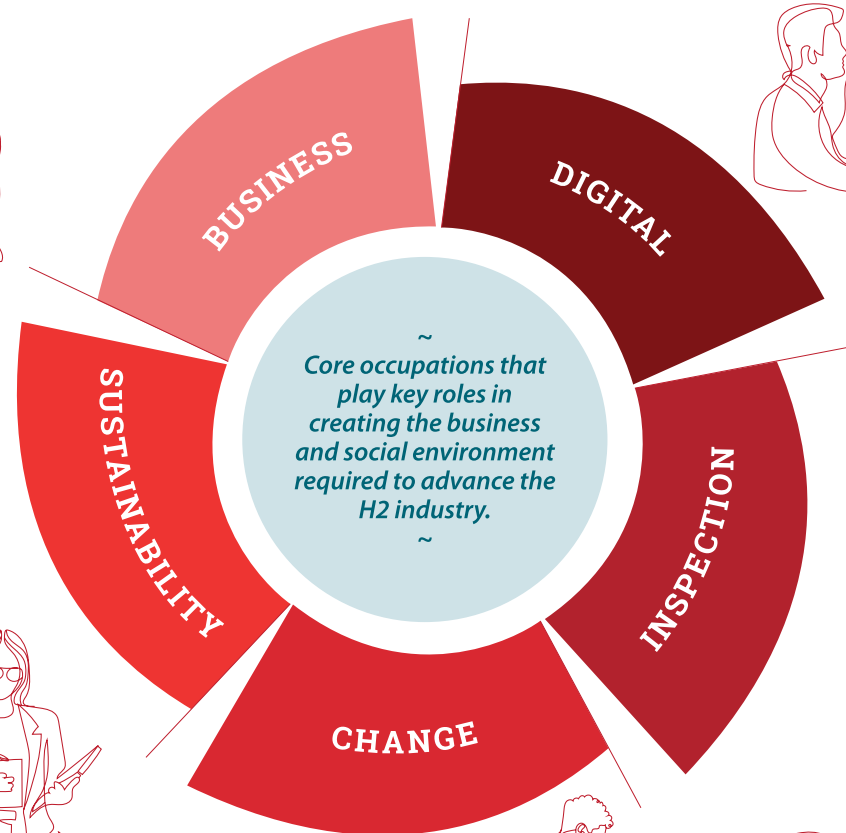 BUSINESS
DIGITAL
~
Core occupations that
play key roles in
creating the business
and social environment
required to advance the
H2 industry.
~
SUSTAINABILITY
INSPECTION
CHANGE